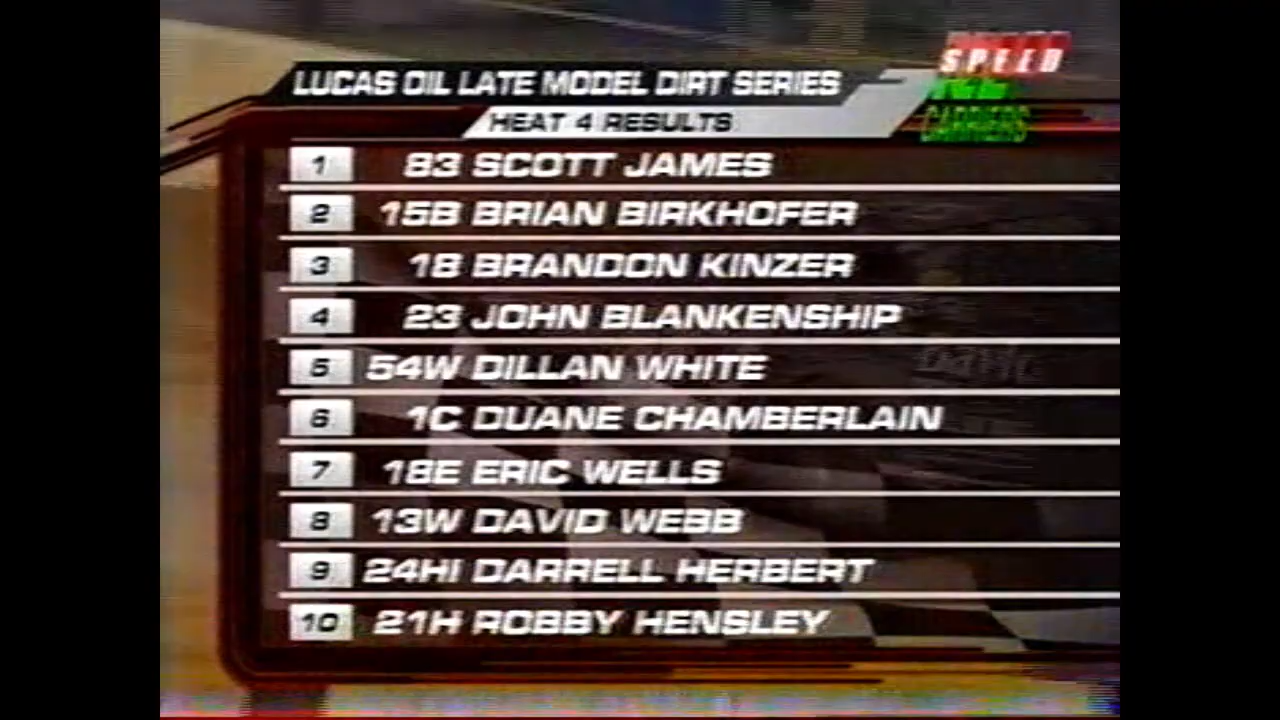 SPEED
LUCAS OIL LATE MODEL DIRT SERIES
CARRIERS
HEAT 4 RESULTS
1 83 SCOTT JAMES
2 15B BRIAN BIRKHOFER
3 18 BRANDON KINZER
4 23 JOHN BLANKENSHIP
5 54W DILLAN WHITE
6 1C DUANE CHAMBERLAIN
7 18E ERIC WELLS
8 13W DAVID WEBB
9 24HI DARRELL HERBERT
10 21H ROBBY HENSLEY